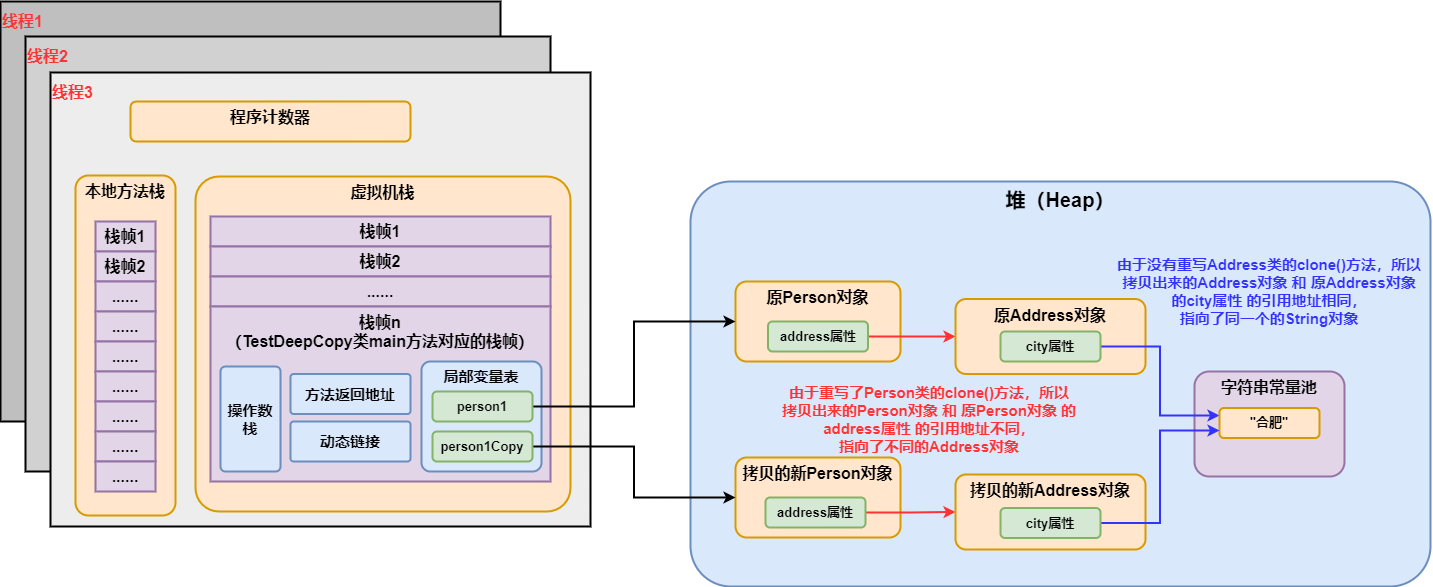 线程1
线程2
线程3
程序计数器
本地方法栈
栈帧1
栈帧2
......
......
......
......
......
......
......
虚拟机栈
栈帧1
栈帧2
......
栈帧n
（TestDeepCopy类main方法对应的栈帧）
操作数
栈
方法返回地址
动态链接
局部变量表
person1
person1Copy
堆（Heap）
由于没有重写Address类的clone()方法，所以
拷贝出来的Address对象 和 原Address对象
的city属性 的引用地址相同，
指向了同一个的String对象
原Person对象
address属性
原Address对象
city属性
由于重写了Person类的clone()方法，所以
拷贝出来的Person对象 和 原Person对象 的
address属性 的引用地址不同，
指向了不同的Address对象
字符串常量池
"合肥"
拷贝的新Person对象
address属性
拷贝的新Address对象
city属性